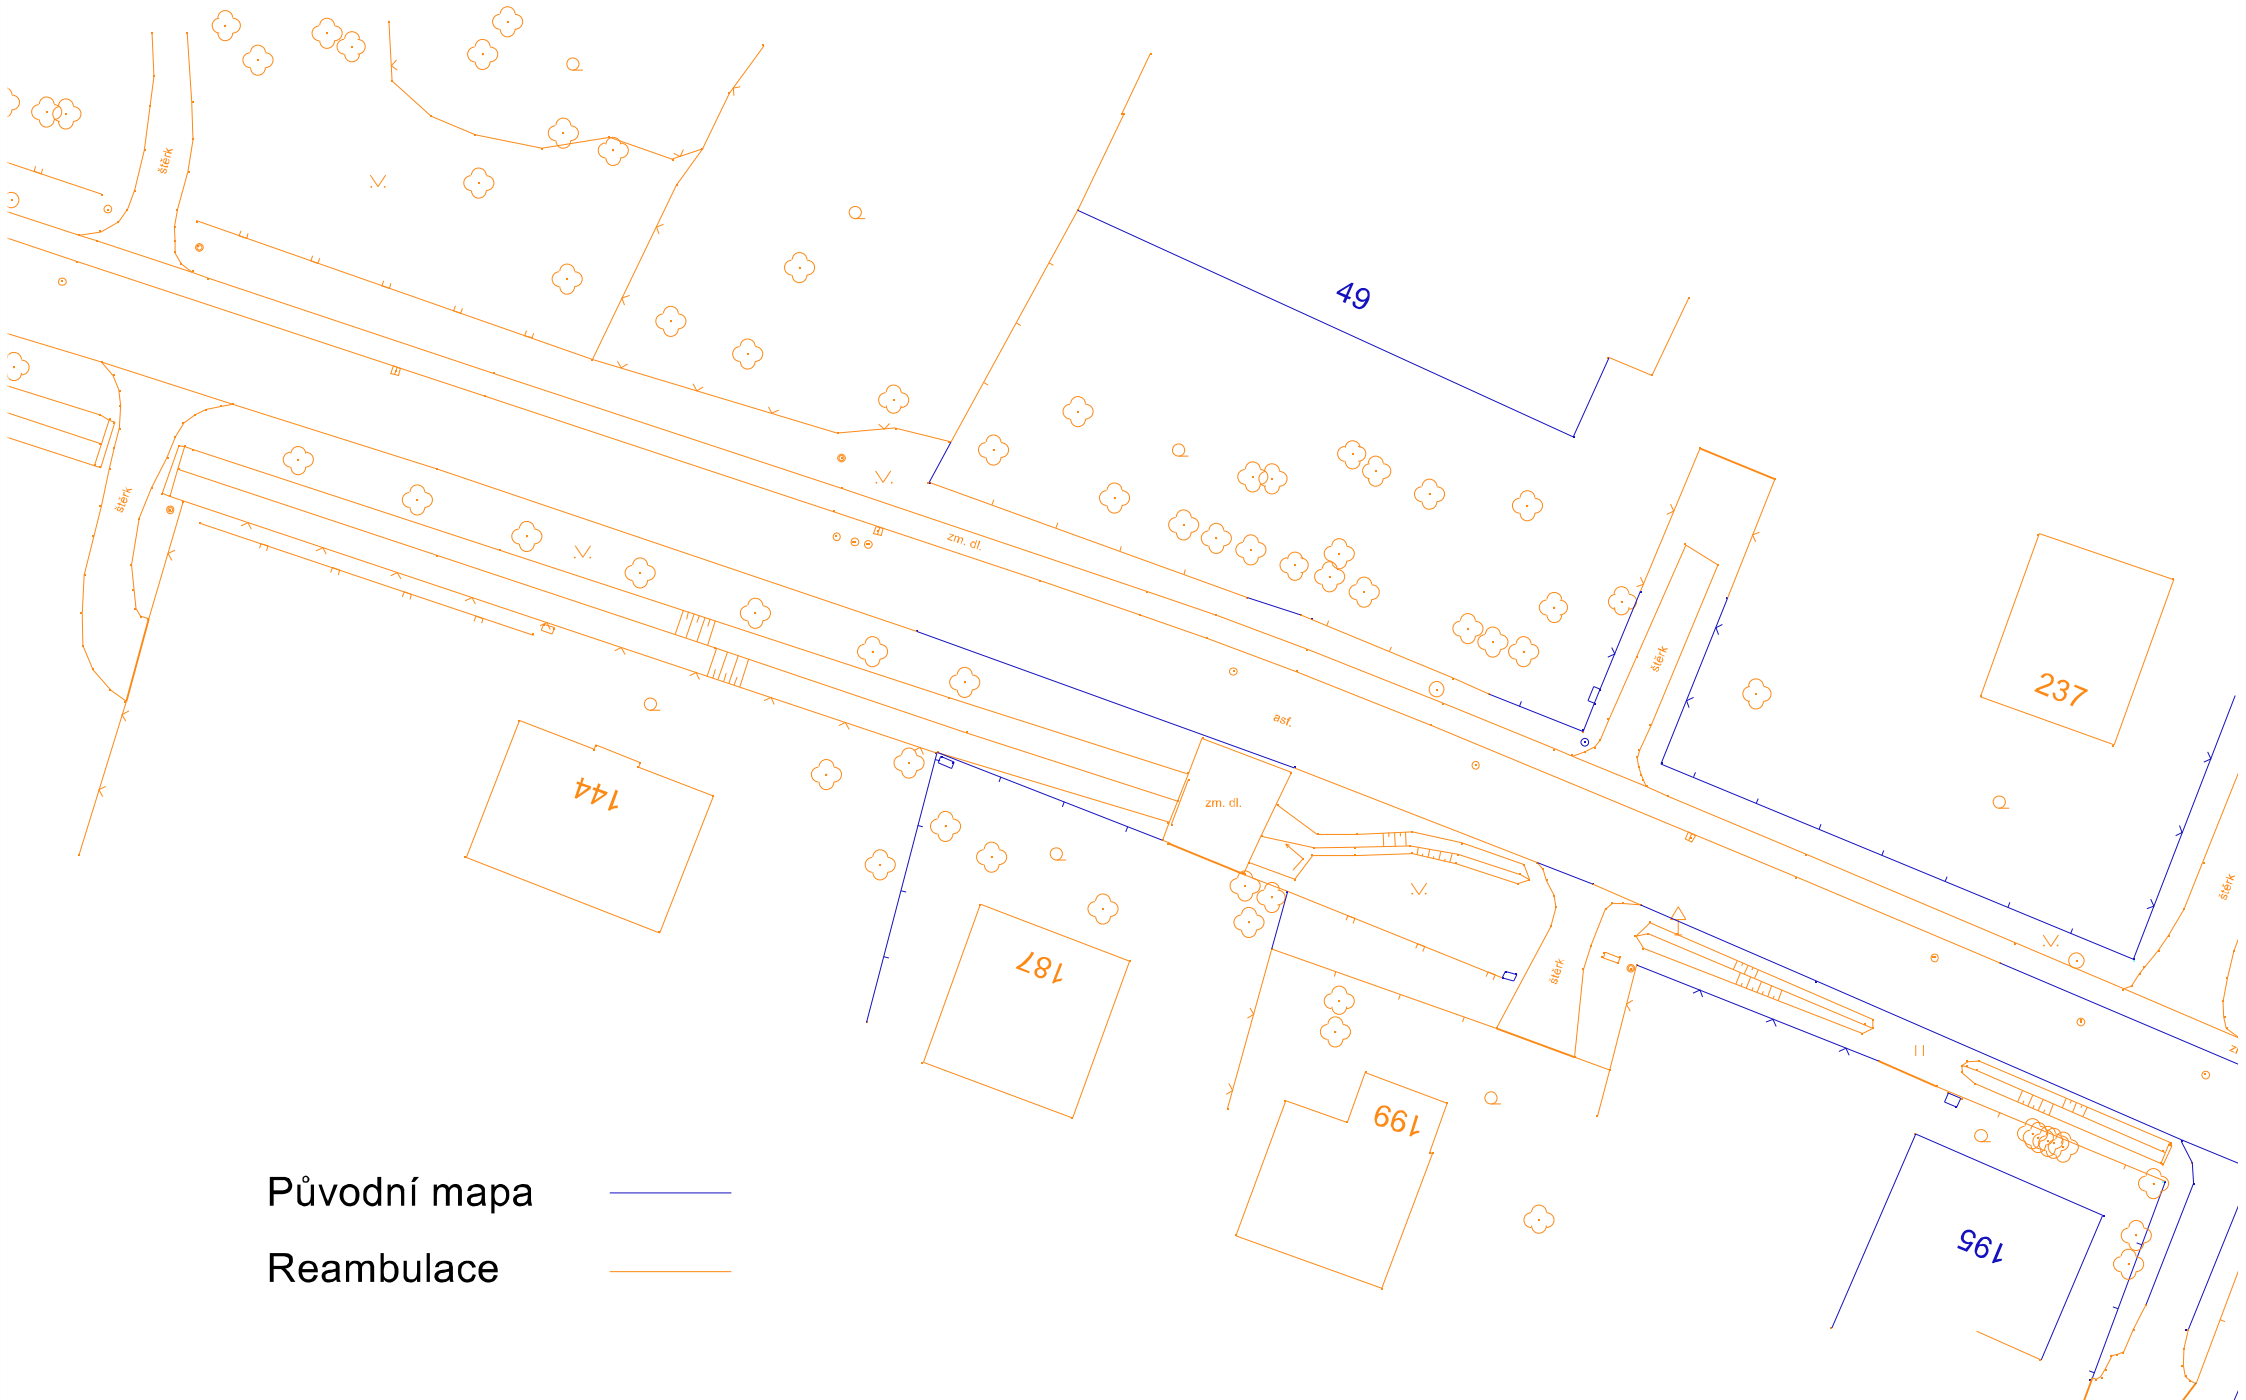 štěrk
49
štěrk
zm. dl.
štěrk
237
asf.
144
zm. dl.
štěrk
187
štěrk
199
195
Původní mapa
Reambulace